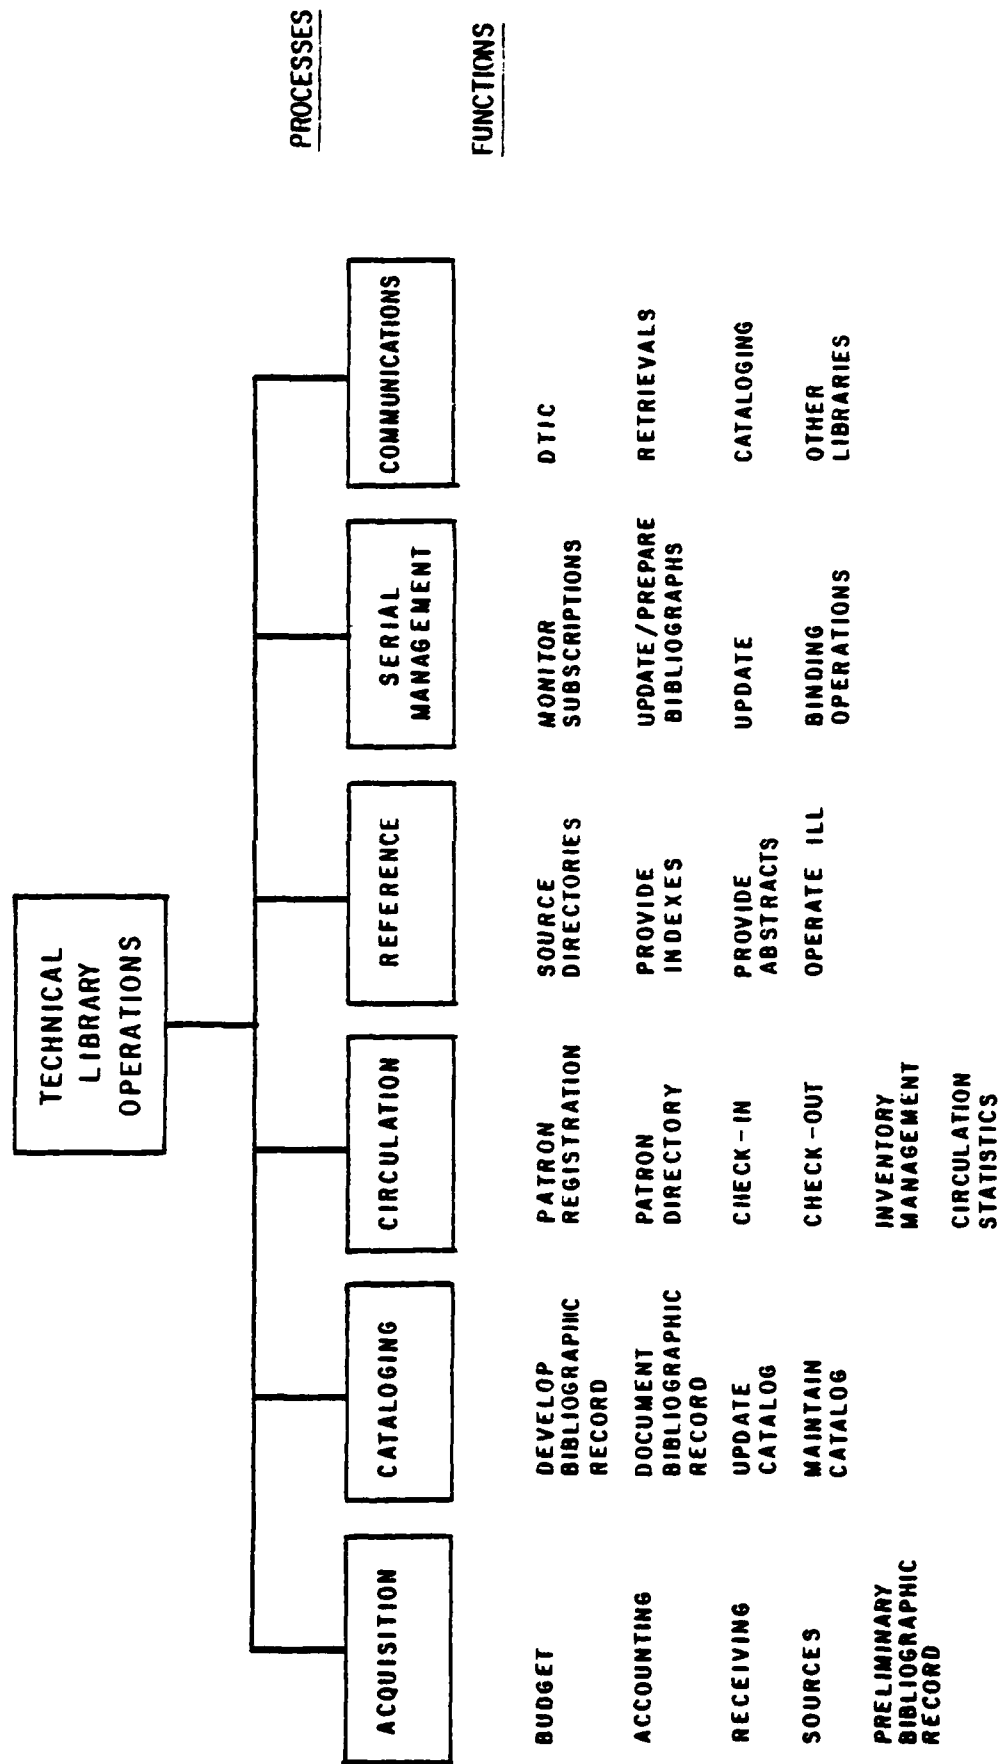 TECHNICAL
LIBRARY
OPERATIONS
PROCESSES
ACQUISITION
CATALOGING
CIRCULATION
REFERENCE
SERIAL
MANAGEMENT
COMMUNICATIONS
FUNCTIONS
BUDGET
ACCOUNTING
RECEIVING
SOURCES
PRELIMINARY
BIBLIOGRAPHIC
RECORD
DEVELOP
BIBLIOGRAPHIC
RECORD
DOCUMENT
BIBLIOGRAPHIC
RECORD
UPDATE
CATALOG
MAINTAIN
CATALOG
PATRON
REGISTRATION
PATRON
DIRECTORY
CHECK-IN
CHECK-OUT
INVENTORY
MANAGEMENT
CIRCULATION
STATISTICS
SOURCE
DIRECTORIES
PROVIDE
INDEXES
PROVIDE
ABSTRACTS
OPERATE ILL
MONITOR
SUBSCRIPTIONS
UPDATE/PREPARE
BIBLIOGRAPHS
UPDATE
BINDING
OPERATIONS
DTIC
RETRIEVALS
CATALOGING
OTHER
LIBRARIES